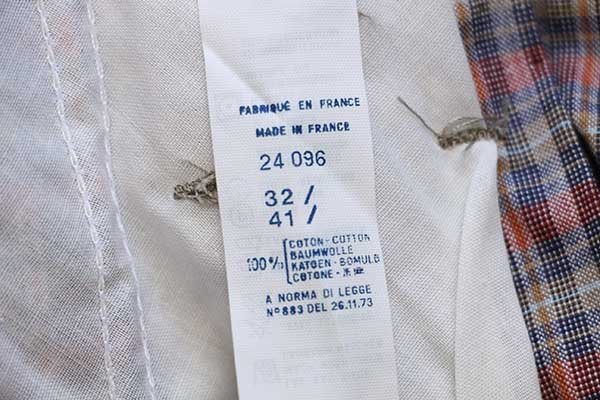 FABRIQUÉ EN FRANCE
MADE IN FRANCE
24 096
32/
41/
100% COTON - COTTON
BAUMWOLLE
KATOEN - BOMULD
COTONE - 木綿
A NORMA DI LEGGE
Nº 883 DEL 26.11.73